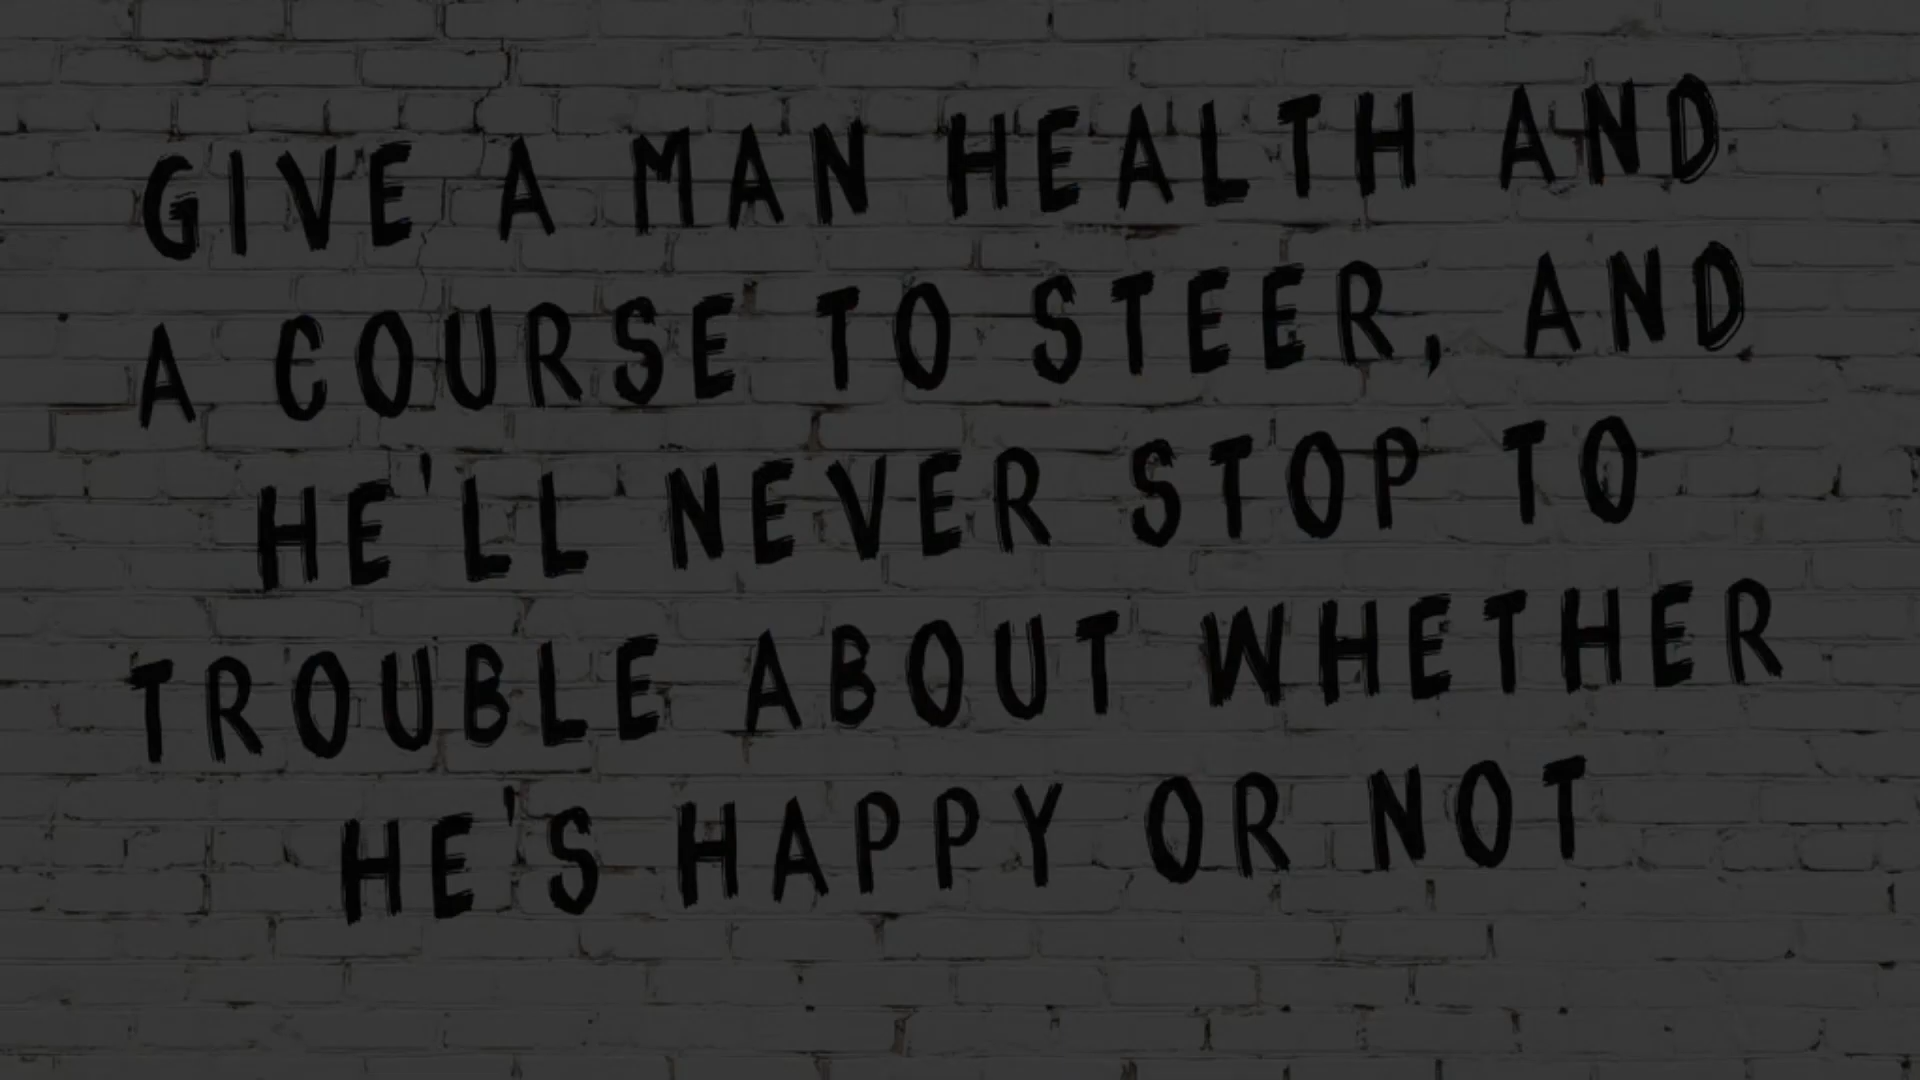 GIVE A MAN HEALTH AND
A COURSE TO STEER, AND
HE'LL NEVER STOP TO
TROUBLE ABOUT WHETHER
HE'S HAPPY OR NOT